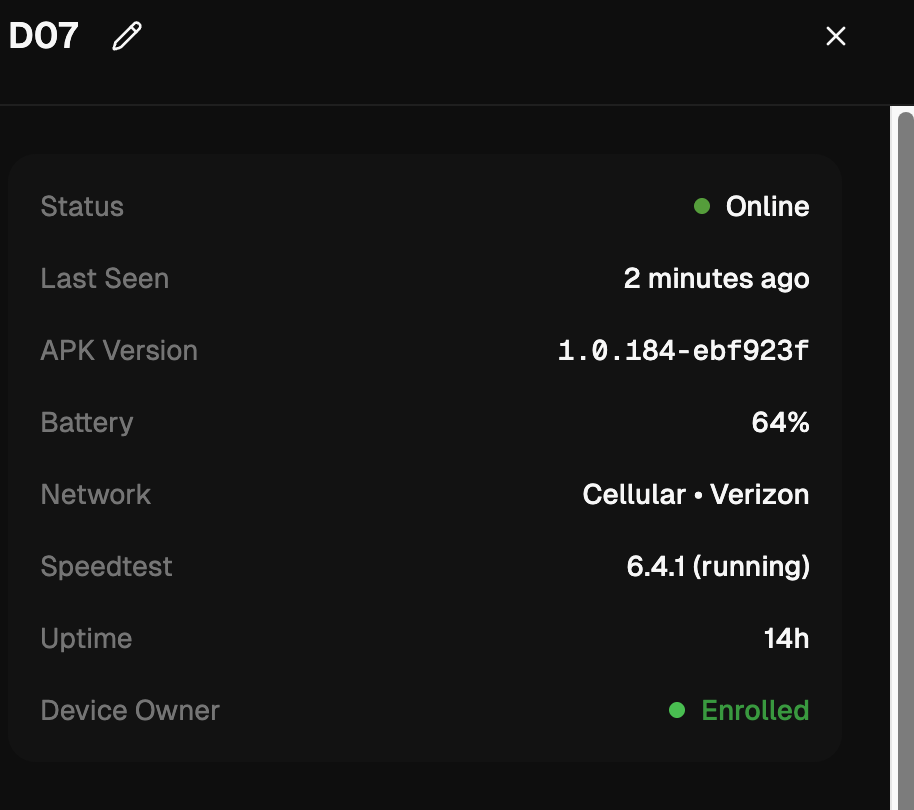 D07
Status Online
Last Seen 2 minutes ago
APK Version 1.0.184-ebf923f
Battery 64%
Network Cellular • Verizon
Speedtest 6.4.1 (running)
Uptime 14h
Device Owner Enrolled